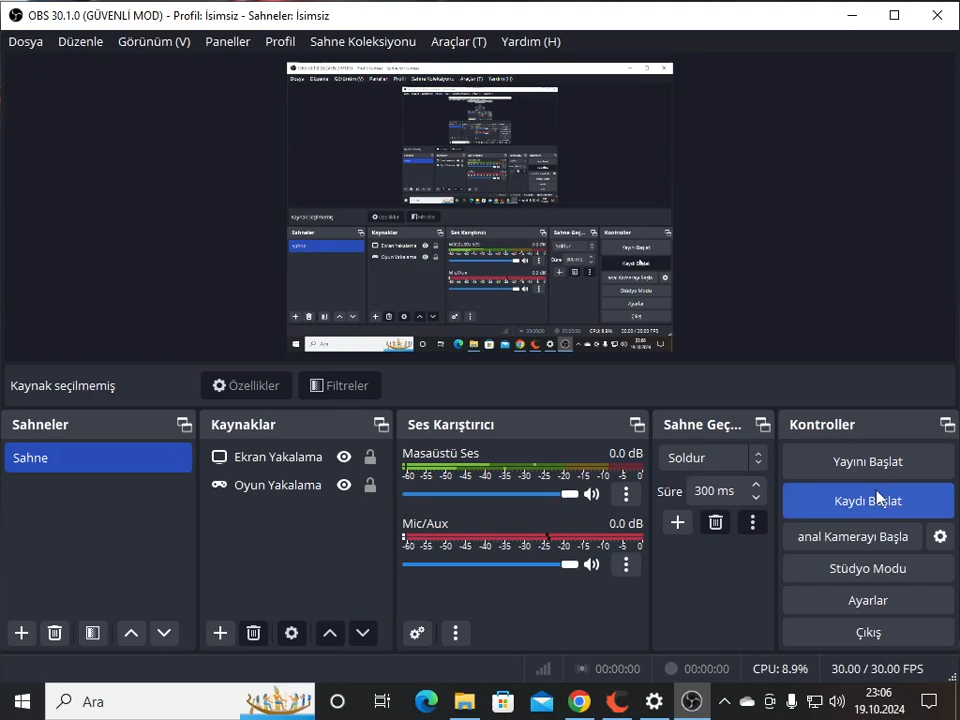 OBS 30.1.0 (GÜVENLİ MOD) - Profil: İsimsiz - Sahneler: İsimsiz
Dosya Düzenle Görünüm (V) Paneller Profil Sahne Koleksiyonu Araçlar (T) Yardım (H)
Kaynak seçilmemiş Özellikler Filtreler
Sahneler
Sahne
Kaynaklar
Ekran Yakalama
Oyun Yakalama
Ses Karıştırıcı
Masaüstü Ses 0.0 dB
-60 -55 -50 -45 -40 -35 -30 -25 -20 -15 -10 -5 0
Mic/Aux 0.0 dB
-60 -55 -50 -45 -40 -35 -30 -25 -20 -15 -10 -5 0
Sahne Geç...
Soldur
Süre 300 ms
Kontroller
Yayını Başlat
Kaydı Başlat
anal Kamerayı Başla
Stüdyo Modu
Ayarlar
Çıkış
00:00:00 00:00:00 CPU: 8.9% 30.00 / 30.00 FPS
Ara
23:06
19.10.2024